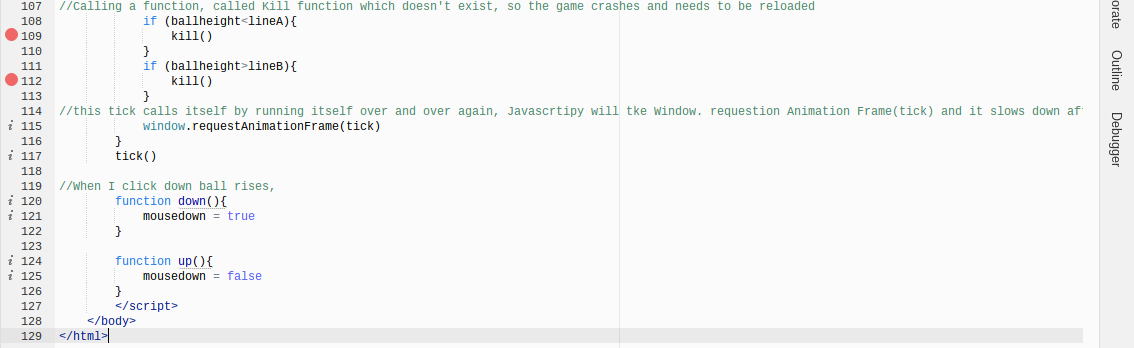 107 //Calling a function, called Kill function which doesn't exist, so the game crashes and needs to be reloaded
108 if (ballheight<lineA){
109 kill()
110 }
111 if (ballheight>lineB){
112 kill()
113 }
114 //this tick calls itself by running itself over and over again, Javascrtipy will tke Window. requestion Animation Frame(tick) and it slows down af
i 115 window.requestAnimationFrame(tick)
116 }
i 117 tick()
118
119 //When I click down ball rises,
i 120 function down(){
i 121 mousedown = true
122 }
123
i 124 function up(){
i 125 mousedown = false
126 }
127 </script>
128 </body>
129 </html>
orate
Outline
Debugger